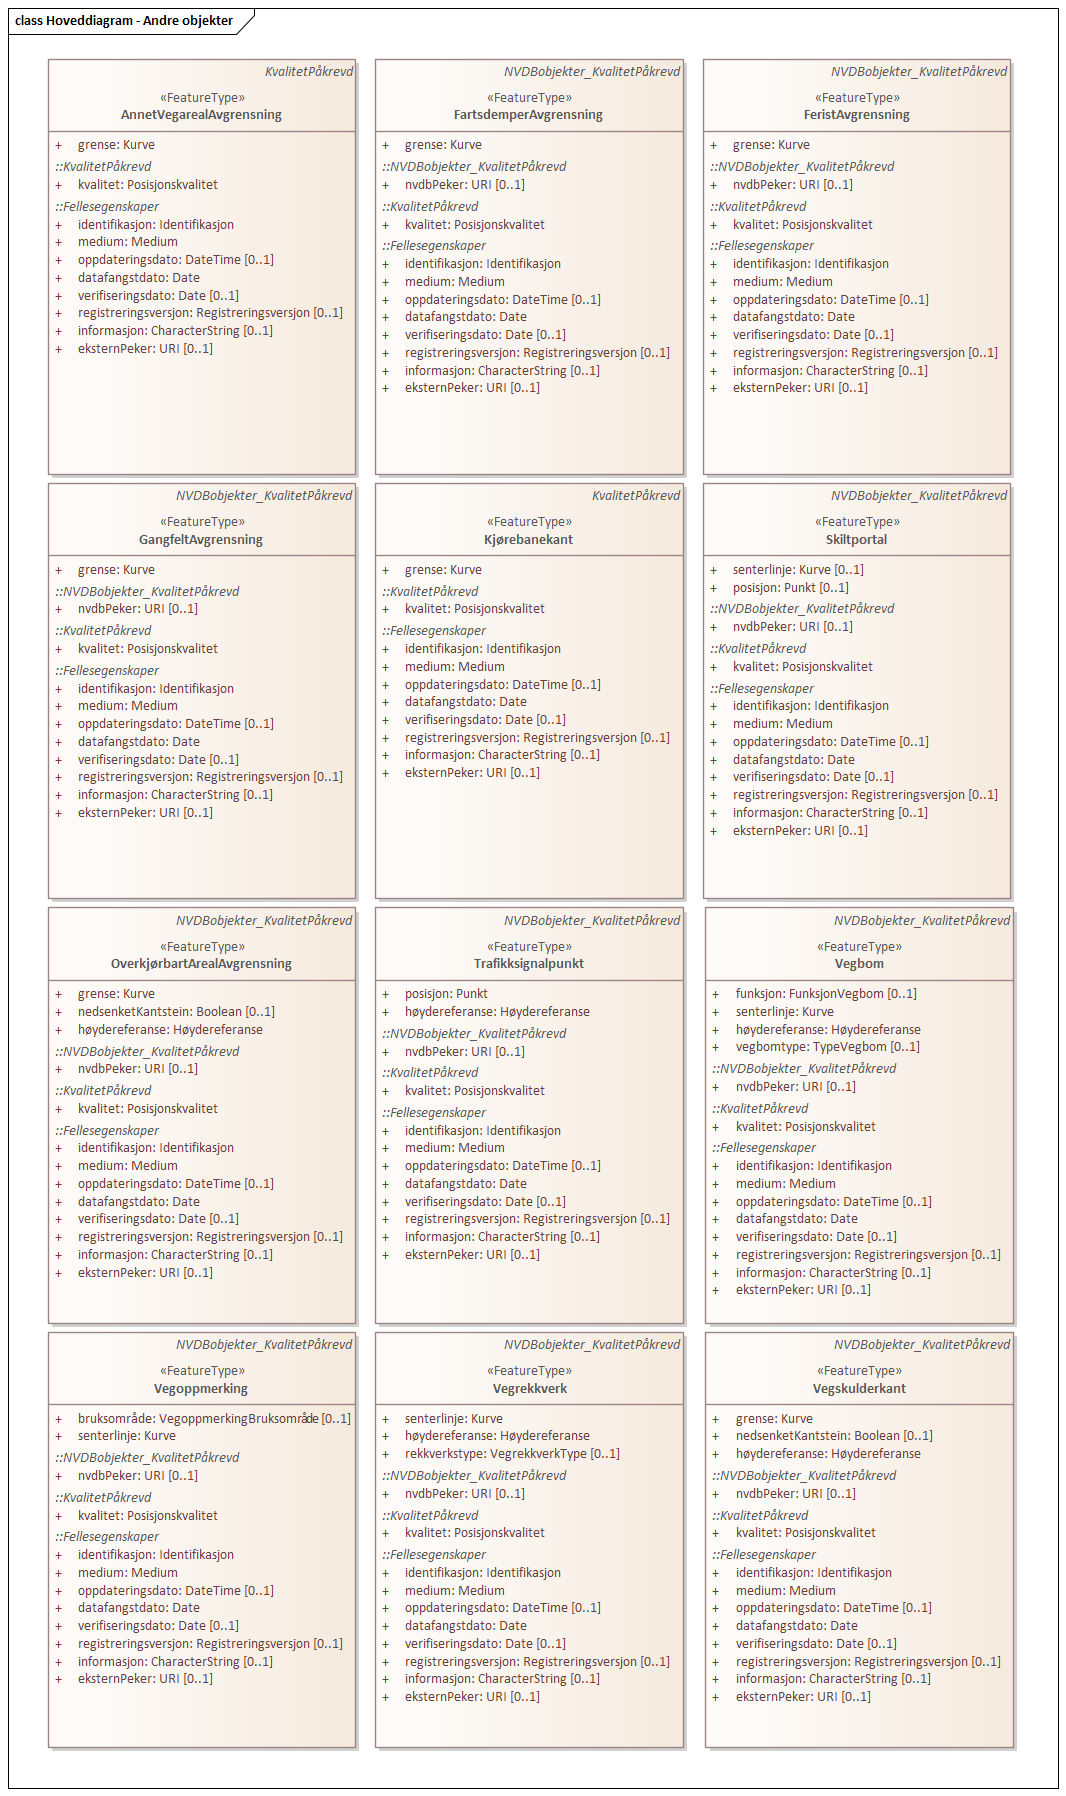 class Hoveddiagram - Andre objekter
KvalitetPåkrevd
«FeatureType»
AnnetVegarealAvgrensning
+ grense: Kurve
::KvalitetPåkrevd
+ kvalitet: Posisjonskvalitet
::Fellesegenskaper
+ identifikasjon: Identifikasjon
+ medium: Medium
+ oppdateringsdato: DateTime [0..1]
+ datafangstdato: Date
+ verifiseringsdato: Date [0..1]
+ registreringsversjon: Registreringsversjon [0..1]
+ informasjon: CharacterString [0..1]
+ eksternPeker: URI [0..1]
NVDBobjekter_KvalitetPåkrevd
«FeatureType»
FartsdemperAvgrensning
+ grense: Kurve
::NVDBobjekter_KvalitetPåkrevd
+ nvdbPeker: URI [0..1]
::KvalitetPåkrevd
+ kvalitet: Posisjonskvalitet
::Fellesegenskaper
+ identifikasjon: Identifikasjon
+ medium: Medium
+ oppdateringsdato: DateTime [0..1]
+ datafangstdato: Date
+ verifiseringsdato: Date [0..1]
+ registreringsversjon: Registreringsversjon [0..1]
+ informasjon: CharacterString [0..1]
+ eksternPeker: URI [0..1]
NVDBobjekter_KvalitetPåkrevd
«FeatureType»
FeristAvgrensning
+ grense: Kurve
::NVDBobjekter_KvalitetPåkrevd
+ nvdbPeker: URI [0..1]
::KvalitetPåkrevd
+ kvalitet: Posisjonskvalitet
::Fellesegenskaper
+ identifikasjon: Identifikasjon
+ medium: Medium
+ oppdateringsdato: DateTime [0..1]
+ datafangstdato: Date
+ verifiseringsdato: Date [0..1]
+ registreringsversjon: Registreringsversjon [0..1]
+ informasjon: CharacterString [0..1]
+ eksternPeker: URI [0..1]
NVDBobjekter_KvalitetPåkrevd
«FeatureType»
GangfeltAvgrensning
+ grense: Kurve
::NVDBobjekter_KvalitetPåkrevd
+ nvdbPeker: URI [0..1]
::KvalitetPåkrevd
+ kvalitet: Posisjonskvalitet
::Fellesegenskaper
+ identifikasjon: Identifikasjon
+ medium: Medium
+ oppdateringsdato: DateTime [0..1]
+ datafangstdato: Date
+ verifiseringsdato: Date [0..1]
+ registreringsversjon: Registreringsversjon [0..1]
+ informasjon: CharacterString [0..1]
+ eksternPeker: URI [0..1]
KvalitetPåkrevd
«FeatureType»
Kjørebanekant
+ grense: Kurve
::KvalitetPåkrevd
+ kvalitet: Posisjonskvalitet
::Fellesegenskaper
+ identifikasjon: Identifikasjon
+ medium: Medium
+ oppdateringsdato: DateTime [0..1]
+ datafangstdato: Date
+ verifiseringsdato: Date [0..1]
+ registreringsversjon: Registreringsversjon [0..1]
+ informasjon: CharacterString [0..1]
+ eksternPeker: URI [0..1]
NVDBobjekter_KvalitetPåkrevd
«FeatureType»
Skiltportal
+ senterlinje: Kurve [0..1]
+ posisjon: Punkt [0..1]
::NVDBobjekter_KvalitetPåkrevd
+ nvdbPeker: URI [0..1]
::KvalitetPåkrevd
+ kvalitet: Posisjonskvalitet
::Fellesegenskaper
+ identifikasjon: Identifikasjon
+ medium: Medium
+ oppdateringsdato: DateTime [0..1]
+ datafangstdato: Date
+ verifiseringsdato: Date [0..1]
+ registreringsversjon: Registreringsversjon [0..1]
+ informasjon: CharacterString [0..1]
+ eksternPeker: URI [0..1]
NVDBobjekter_KvalitetPåkrevd
«FeatureType»
OverkjørbartArealAvgrensning
+ grense: Kurve
+ nedsenketKantstein: Boolean [0..1]
+ høydereferanse: Høydereferanse
::NVDBobjekter_KvalitetPåkrevd
+ nvdbPeker: URI [0..1]
::KvalitetPåkrevd
+ kvalitet: Posisjonskvalitet
::Fellesegenskaper
+ identifikasjon: Identifikasjon
+ medium: Medium
+ oppdateringsdato: DateTime [0..1]
+ datafangstdato: Date
+ verifiseringsdato: Date [0..1]
+ registreringsversjon: Registreringsversjon [0..1]
+ informasjon: CharacterString [0..1]
+ eksternPeker: URI [0..1]
NVDBobjekter_KvalitetPåkrevd
«FeatureType»
Trafikksignalpunkt
+ posisjon: Punkt
+ høydereferanse: Høydereferanse
::NVDBobjekter_KvalitetPåkrevd
+ nvdbPeker: URI [0..1]
::KvalitetPåkrevd
+ kvalitet: Posisjonskvalitet
::Fellesegenskaper
+ identifikasjon: Identifikasjon
+ medium: Medium
+ oppdateringsdato: DateTime [0..1]
+ datafangstdato: Date
+ verifiseringsdato: Date [0..1]
+ registreringsversjon: Registreringsversjon [0..1]
+ informasjon: CharacterString [0..1]
+ eksternPeker: URI [0..1]
NVDBobjekter_KvalitetPåkrevd
«FeatureType»
Vegbom
+ funksjon: FunksjonVegbom [0..1]
+ senterlinje: Kurve
+ høydereferanse: Høydereferanse
+ vegbomtype: TypeVegbom [0..1]
::NVDBobjekter_KvalitetPåkrevd
+ nvdbPeker: URI [0..1]
::KvalitetPåkrevd
+ kvalitet: Posisjonskvalitet
::Fellesegenskaper
+ identifikasjon: Identifikasjon
+ medium: Medium
+ oppdateringsdato: DateTime [0..1]
+ datafangstdato: Date
+ verifiseringsdato: Date [0..1]
+ registreringsversjon: Registreringsversjon [0..1]
+ informasjon: CharacterString [0..1]
+ eksternPeker: URI [0..1]
NVDBobjekter_KvalitetPåkrevd
«FeatureType»
Vegoppmerking
+ bruksområde: VegoppmerkingBruksområde [0..1]
+ senterlinje: Kurve
::NVDBobjekter_KvalitetPåkrevd
+ nvdbPeker: URI [0..1]
::KvalitetPåkrevd
+ kvalitet: Posisjonskvalitet
::Fellesegenskaper
+ identifikasjon: Identifikasjon
+ medium: Medium
+ oppdateringsdato: DateTime [0..1]
+ datafangstdato: Date
+ verifiseringsdato: Date [0..1]
+ registreringsversjon: Registreringsversjon [0..1]
+ informasjon: CharacterString [0..1]
+ eksternPeker: URI [0..1]
NVDBobjekter_KvalitetPåkrevd
«FeatureType»
Vegrekkverk
+ senterlinje: Kurve
+ høydereferanse: Høydereferanse
+ rekkverkstype: VegrekkverkType [0..1]
::NVDBobjekter_KvalitetPåkrevd
+ nvdbPeker: URI [0..1]
::KvalitetPåkrevd
+ kvalitet: Posisjonskvalitet
::Fellesegenskaper
+ identifikasjon: Identifikasjon
+ medium: Medium
+ oppdateringsdato: DateTime [0..1]
+ datafangstdato: Date
+ verifiseringsdato: Date [0..1]
+ registreringsversjon: Registreringsversjon [0..1]
+ informasjon: CharacterString [0..1]
+ eksternPeker: URI [0..1]
NVDBobjekter_KvalitetPåkrevd
«FeatureType»
Vegskulderkant
+ grense: Kurve
+ nedsenketKantstein: Boolean [0..1]
+ høydereferanse: Høydereferanse
::NVDBobjekter_KvalitetPåkrevd
+ nvdbPeker: URI [0..1]
::KvalitetPåkrevd
+ kvalitet: Posisjonskvalitet
::Fellesegenskaper
+ identifikasjon: Identifikasjon
+ medium: Medium
+ oppdateringsdato: DateTime [0..1]
+ datafangstdato: Date
+ verifiseringsdato: Date [0..1]
+ registreringsversjon: Registreringsversjon [0..1]
+ informasjon: CharacterString [0..1]
+ eksternPeker: URI [0..1]